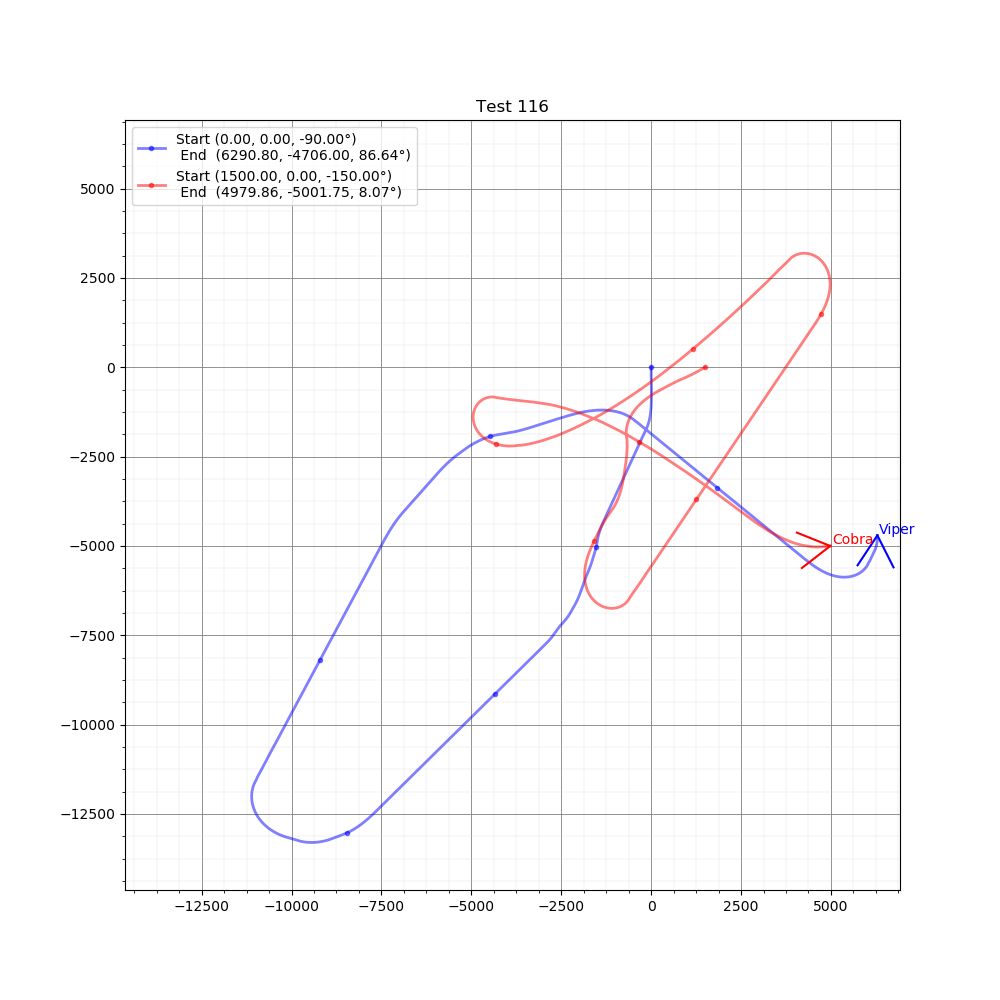 Test 116
Start (0.00, 0.00, -90.00°)
End (6290.80, -4706.00, 86.64°)
Start (1500.00, 0.00, -150.00°)
End (4979.86, -5001.75, 8.07°)
5000
2500
0
−2500
−5000
−7500
−10000
−12500
Viper
Cobra
−12500 −10000 −7500 −5000 −2500 0 2500 5000